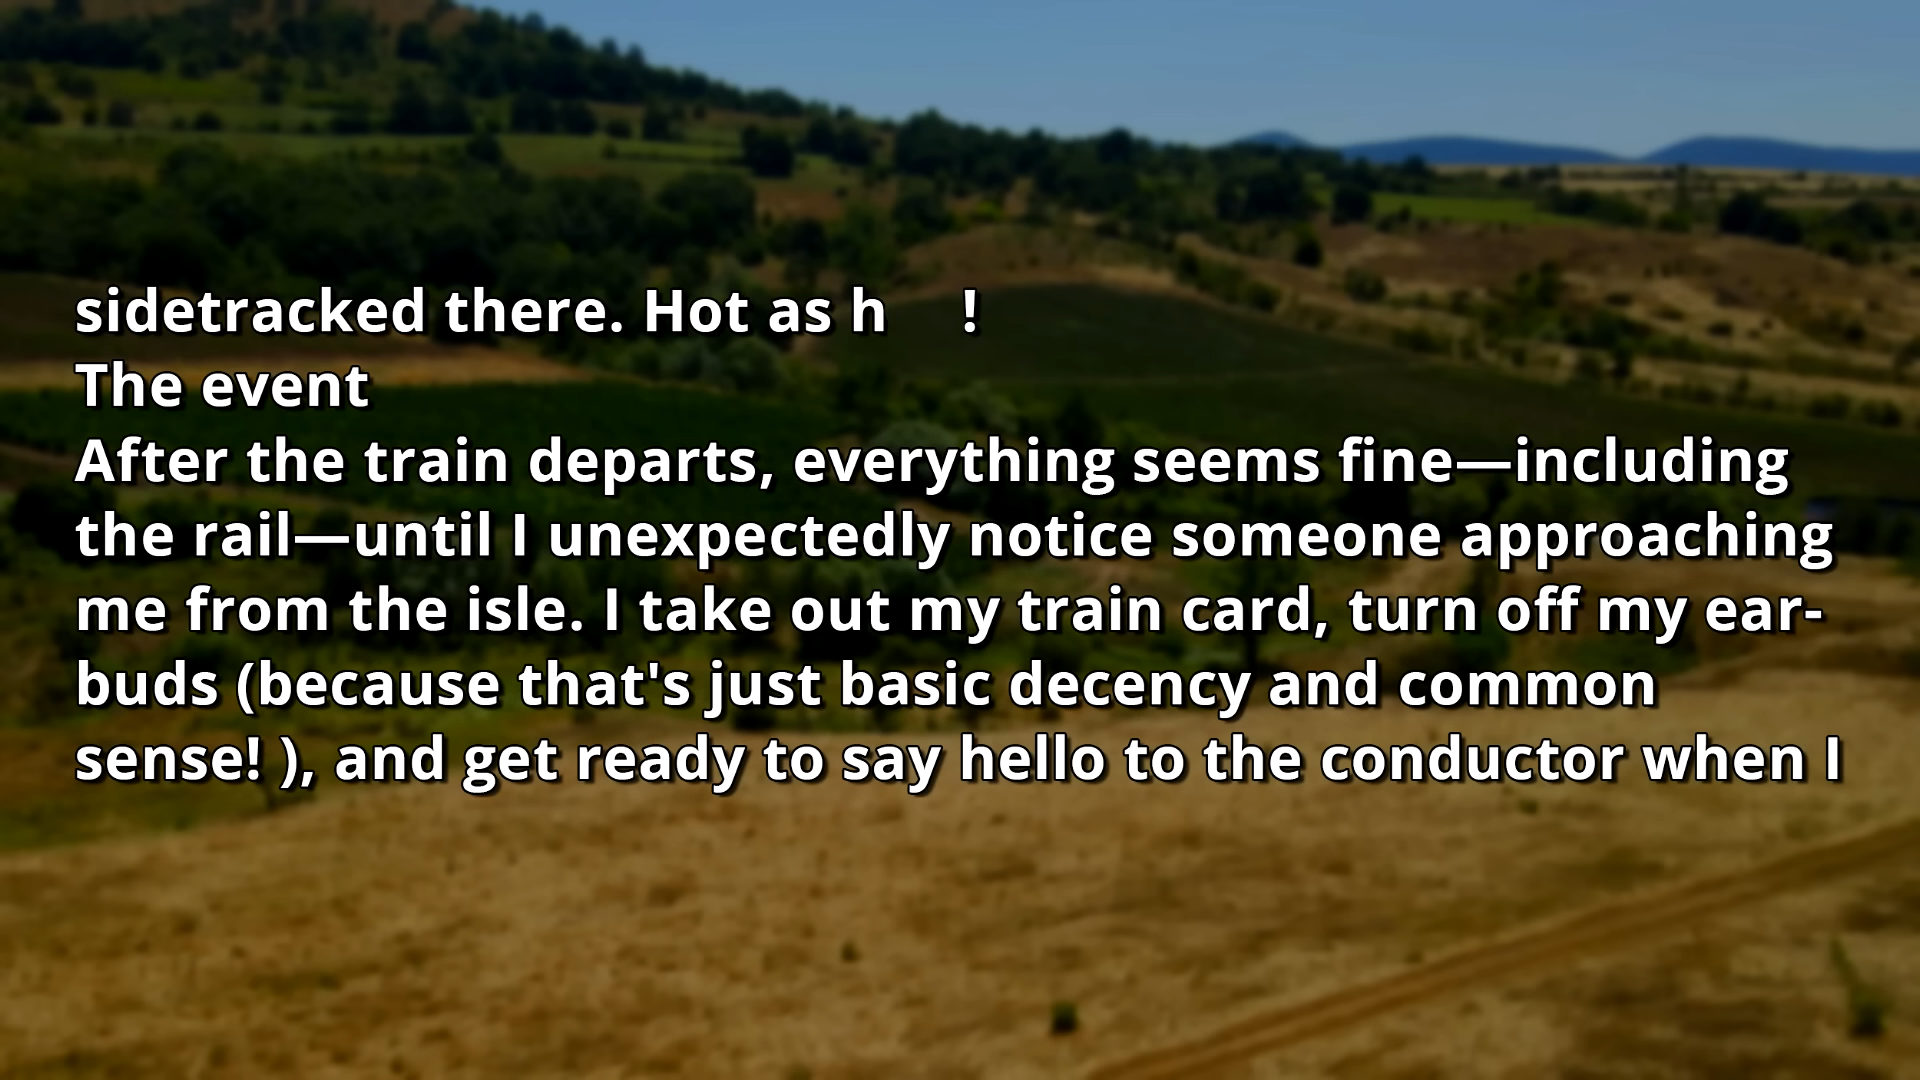 sidetracked there. Hot as h !
The event
After the train departs, everything seems fine—including
the rail—until I unexpectedly notice someone approaching
me from the isle. I take out my train card, turn off my ear-
buds (because that's just basic decency and common
sense! ), and get ready to say hello to the conductor when I